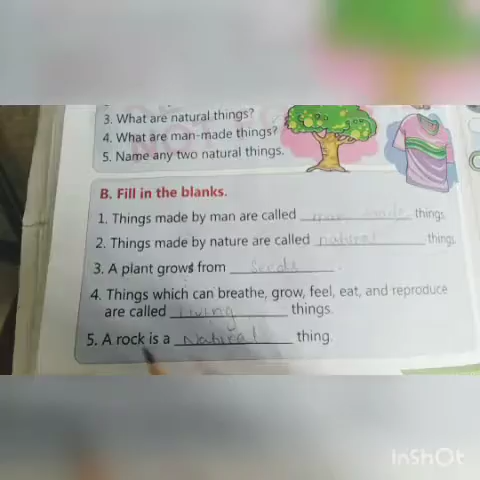 3. What are natural things?
4. What are man-made things?
5. Name any two natural things.
B. Fill in the blanks.
1. Things made by man are called man made things.
2. Things made by nature are called natural things.
3. A plant grows from Seeds.
4. Things which can breathe, grow, feel, eat, and reproduce
are called living things.
5. A rock is a Natural thing.
InShOt